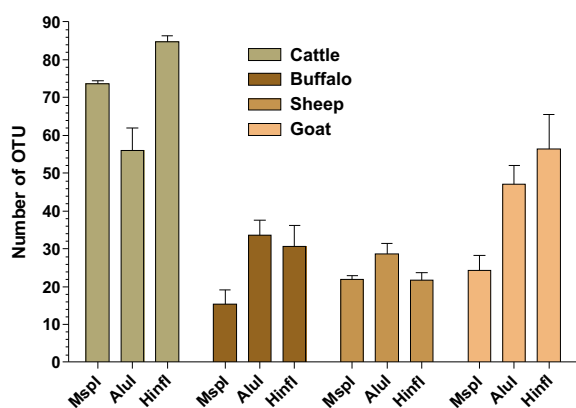 Number of OTU
90
80
70
60
50
40
30
20
10
0
Cattle
Buffalo
Sheep
Goat
MspI AluI HinfI MspI AluI HinfI MspI AluI HinfI MspI AluI HinfI